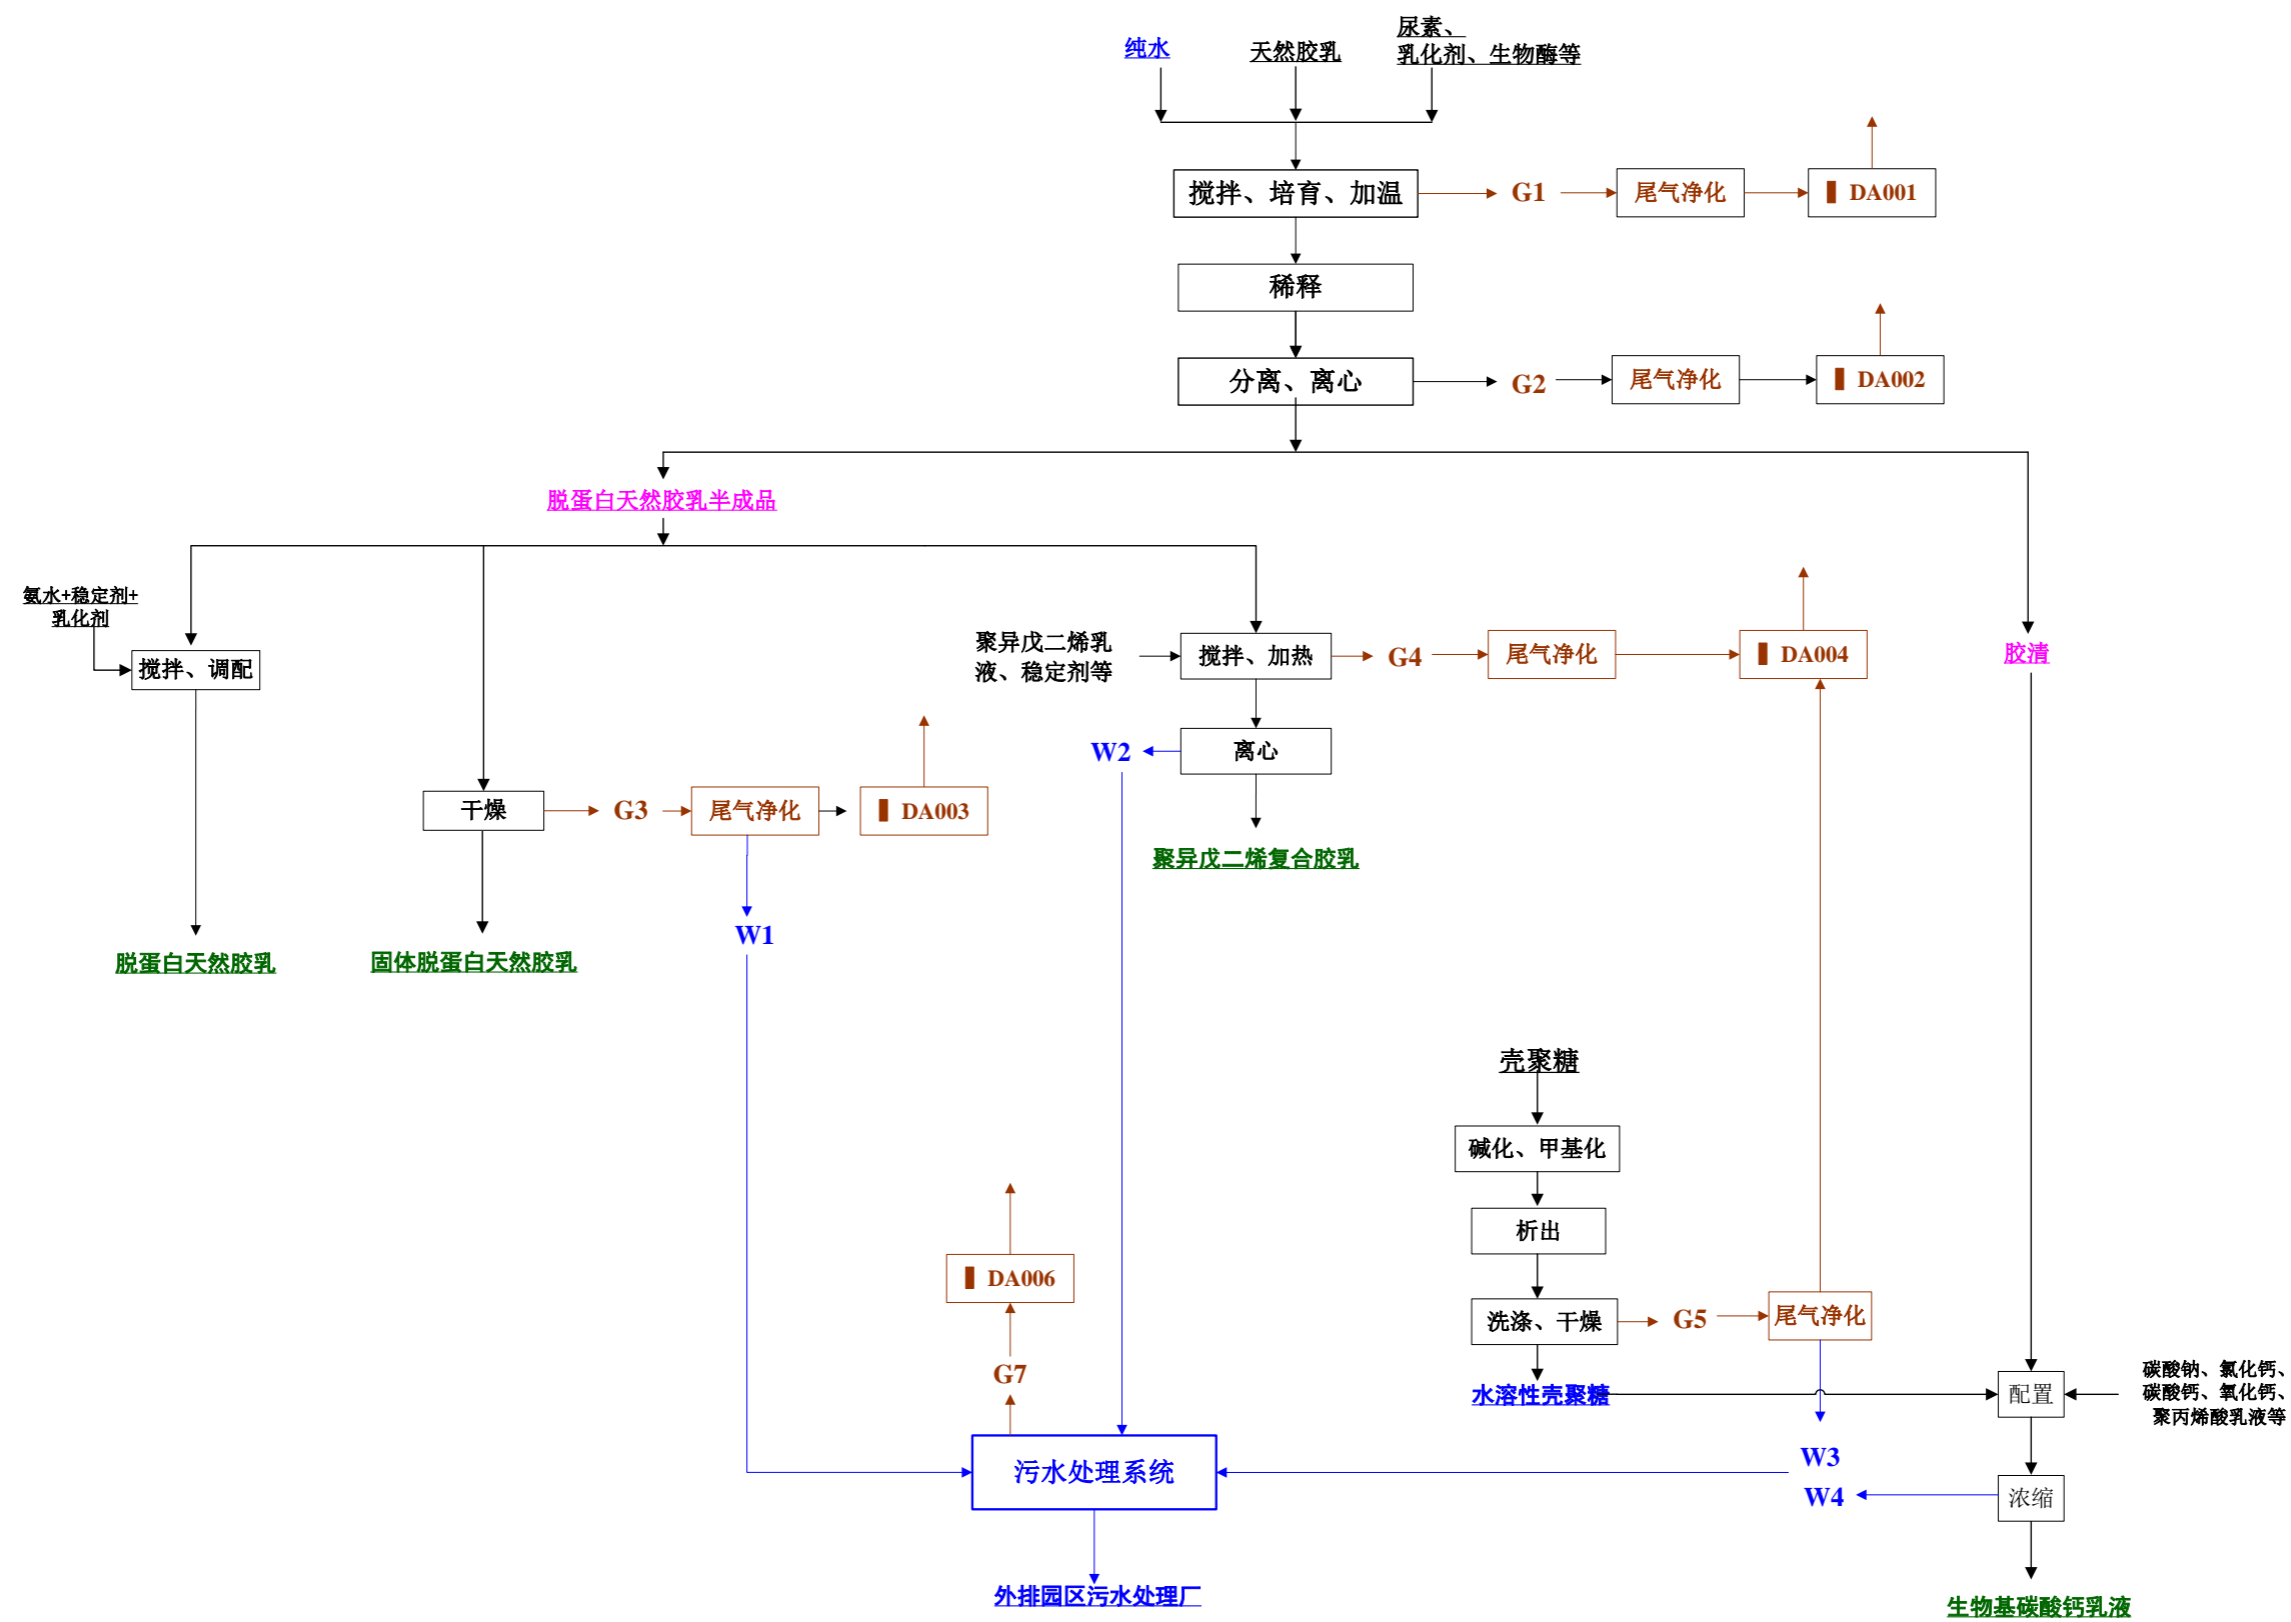 纯水
天然胶乳
尿素、
乳化剂、生物酶等
搅拌、培育、加温
G1
尾气净化
DA001
稀释
分离、离心
G2
尾气净化
DA002
脱蛋白天然胶乳半成品
氨水+稳定剂+
乳化剂
搅拌、调配
聚异戊二烯乳
液、稳定剂等
搅拌、加热
G4
尾气净化
DA004
胶清
W2
离心
干燥
G3
尾气净化
DA003
聚异戊二烯复合胶乳
W1
脱蛋白天然胶乳
固体脱蛋白天然胶乳
壳聚糖
碱化、甲基化
析出
DA006
洗涤、干燥
G5
尾气净化
G7
水溶性壳聚糖
配置
碳酸钠、氯化钙、
碳酸钙、氧化钙、
聚丙烯酸乳液等
污水处理系统
W3
W4
浓缩
外排园区污水处理厂
生物基碳酸钙乳液